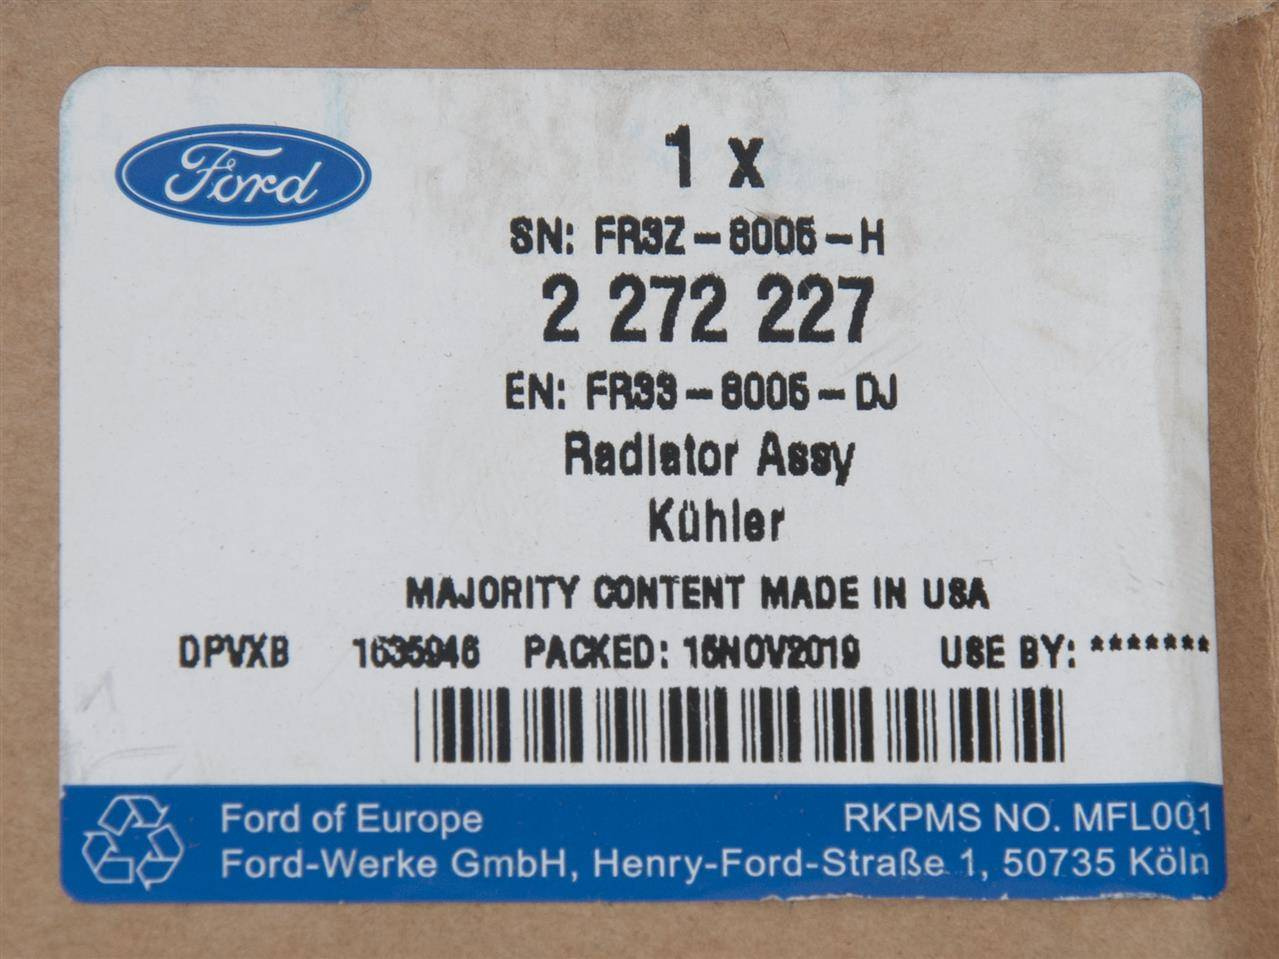 Ford
1 x
SN: FR3Z-8005-H
2 272 227
EN: FR33-8005-DJ
Radiator Assy
Kühler
MAJORITY CONTENT MADE IN USA
DPVXB 1635946 PACKED: 15NOV2019 USE BY: *******
Ford of Europe RKPMS NO. MFL001
Ford-Werke GmbH, Henry-Ford-Straße 1, 50735 Köln